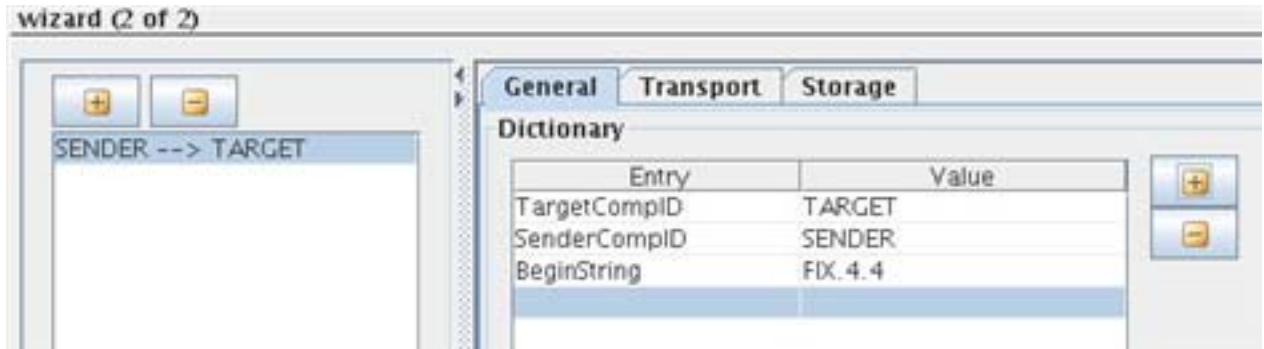 wizard (2 of 2)
SENDER --> TARGET
General Transport Storage
Dictionary
Entry Value
TargetCompID TARGET
SenderCompID SENDER
BeginString FIX.4.4